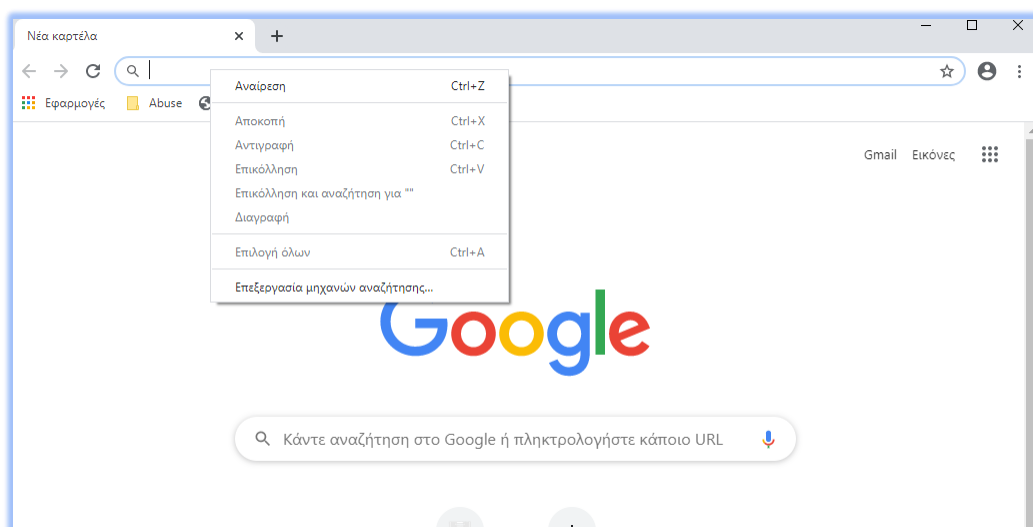 Νέα καρτέλα
Εφαρμογές Abuse
Αναίρεση Ctrl+Z
Αποκοπή Ctrl+X
Αντιγραφή Ctrl+C
Επικόλληση Ctrl+V
Επικόλληση και αναζήτηση για ""
Διαγραφή
Επιλογή όλων Ctrl+A
Επεξεργασία μηχανών αναζήτησης...
Gmail Εικόνες
Google
Κάντε αναζήτηση στο Google ή πληκτρολογήστε κάποιο URL